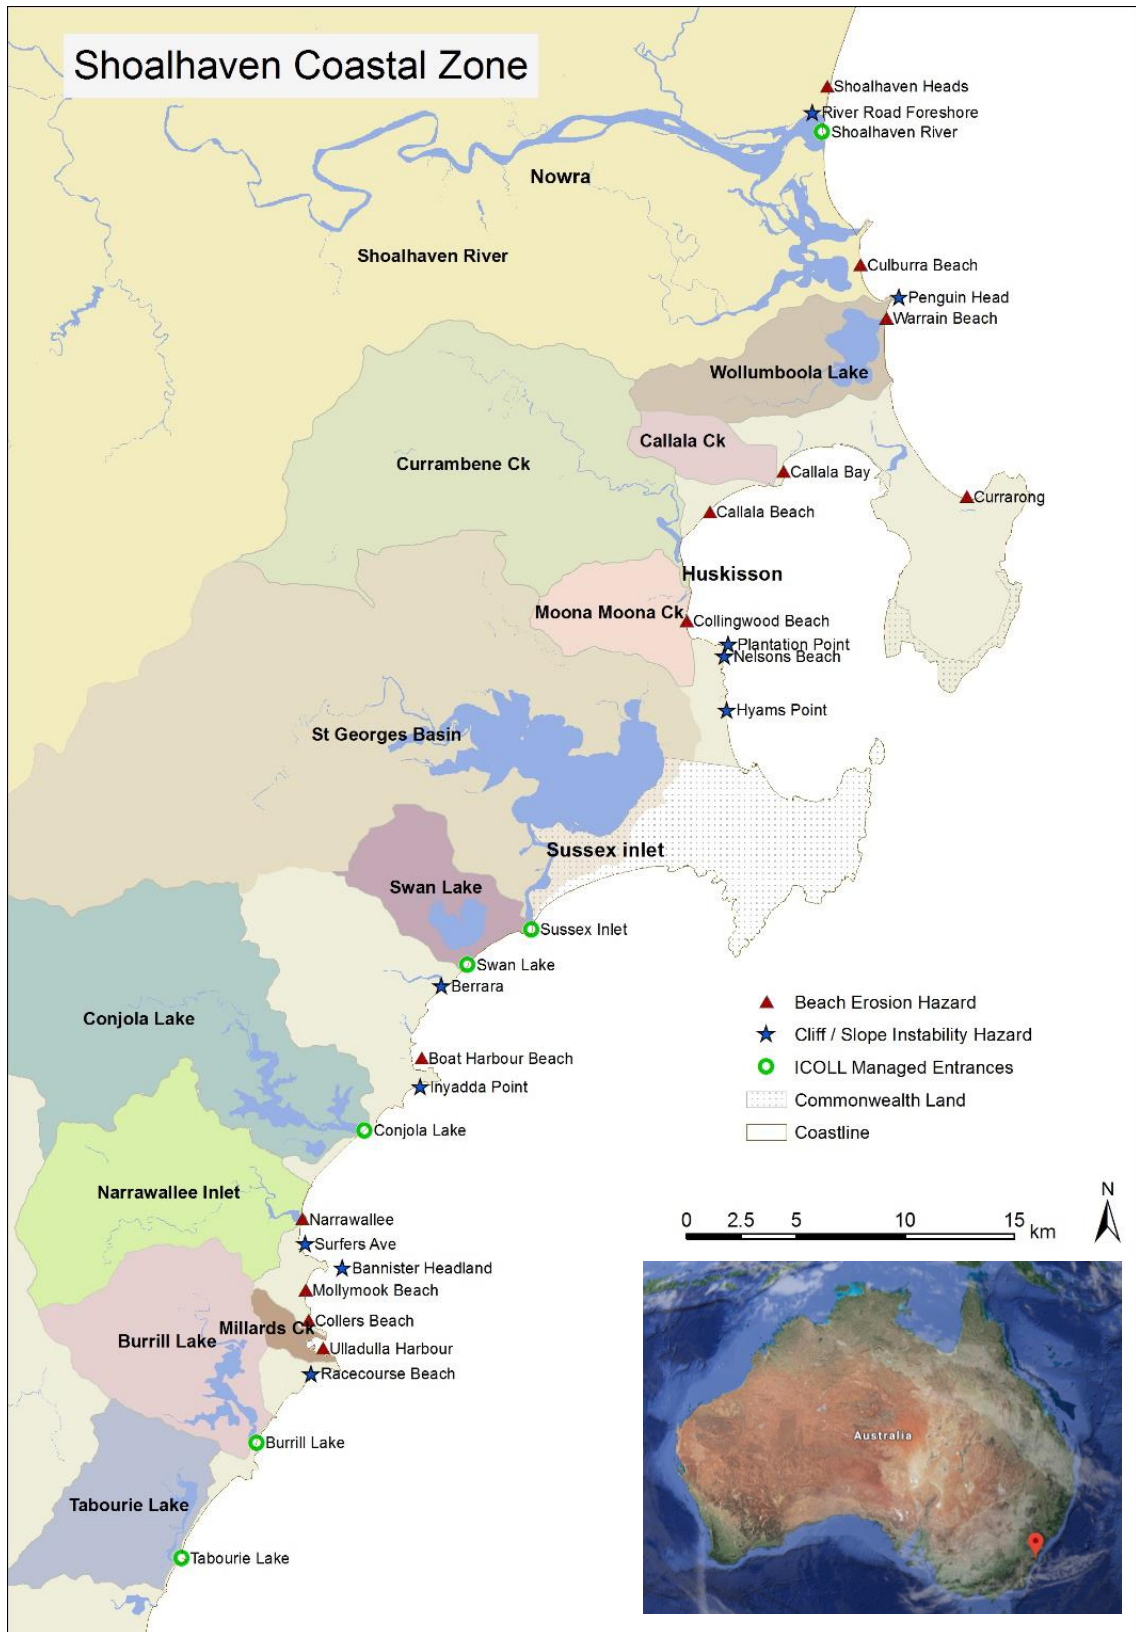 Shoalhaven Coastal Zone
Shoalhaven Heads
River Road Foreshore
Shoalhaven River
Nowra
Shoalhaven River
Culburra Beach
Penguin Head
Warrain Beach
Wollumboola Lake
Callala Ck
Currambene Ck
Callala Bay
Currarong
Callala Beach
Huskisson
Moona Moona Ck
Collingwood Beach
Plantation Point
Nelsons Beach
Hyams Point
St Georges Basin
Sussex inlet
Swan Lake
Sussex Inlet
Swan Lake
Berrara
Conjola Lake
Boat Harbour Beach
Inyadda Point
Conjola Lake
Beach Erosion Hazard
Cliff / Slope Instability Hazard
ICOLL Managed Entrances
Commonwealth Land
Coastline
Narrawallee Inlet
Narrawallee
Surfers Ave
Bannister Headland
Mollymook Beach
Collers Beach
Millards Ck
Burrill Lake
Ulladulla Harbour
Racecourse Beach
Burrill Lake
Tabourie Lake
Tabourie Lake
N
0 2.5 5 10 15
km
Australia